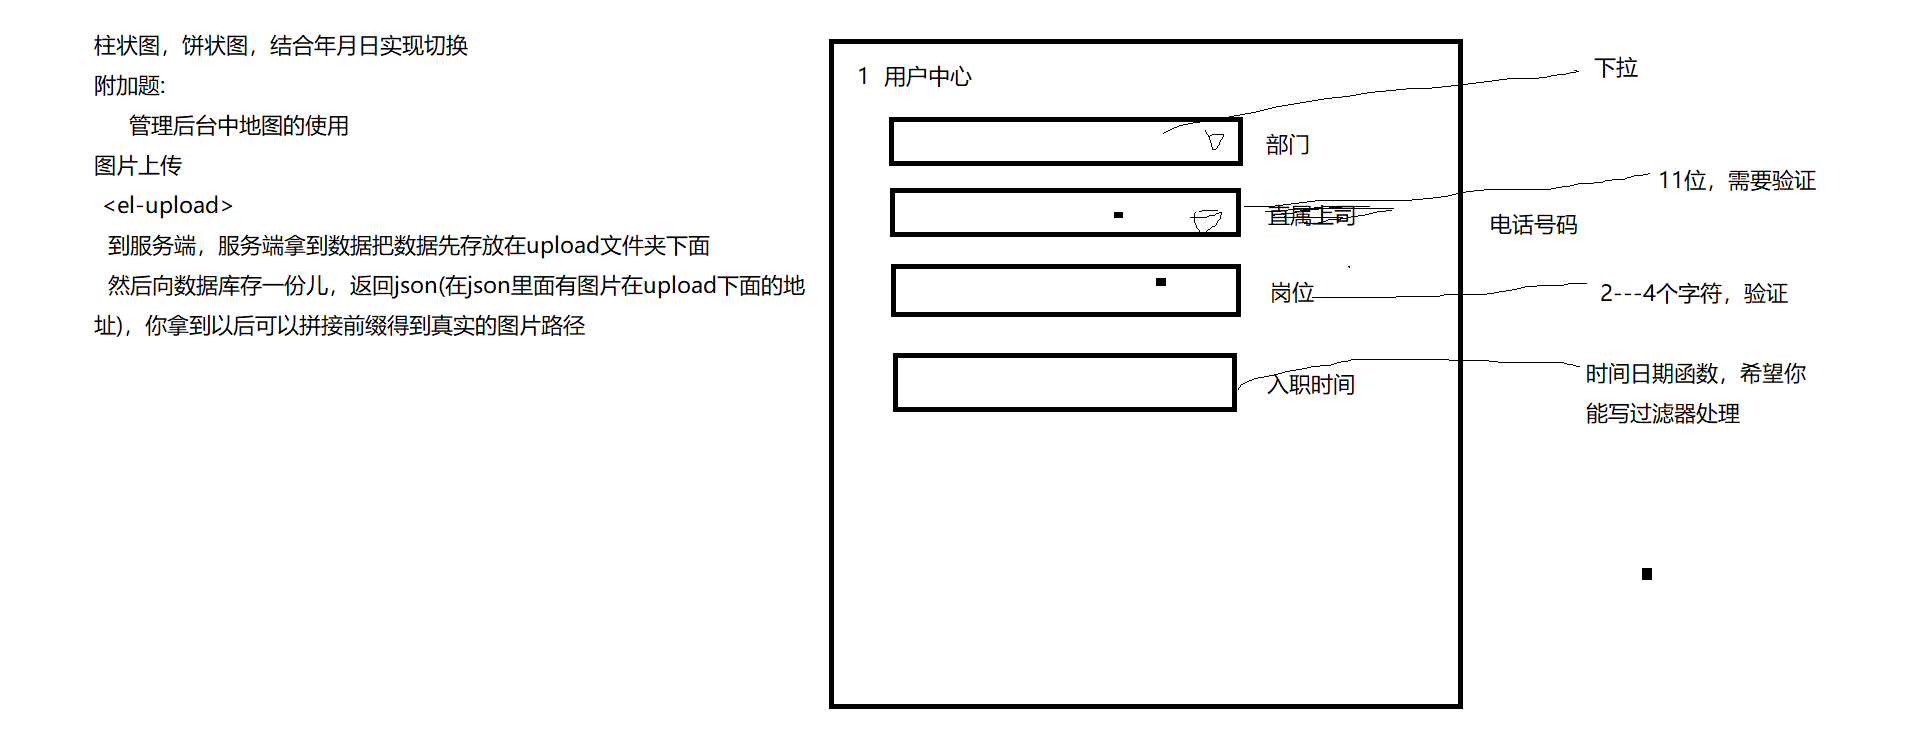 柱状图，饼状图，结合年月日实现切换
附加题:
管理后台中地图的使用
图片上传
<el-upload>
到服务端，服务端拿到数据把数据先存放在upload文件夹下面
然后向数据库存一份儿，返回json(在json里面有图片在upload下面的地
址)，你拿到以后可以拼接前缀得到真实的图片路径
1 用户中心
下拉
部门
11位，需要验证
直属上司
电话号码
岗位
2---4个字符，验证
入职时间
时间日期函数，希望你
能写过滤器处理